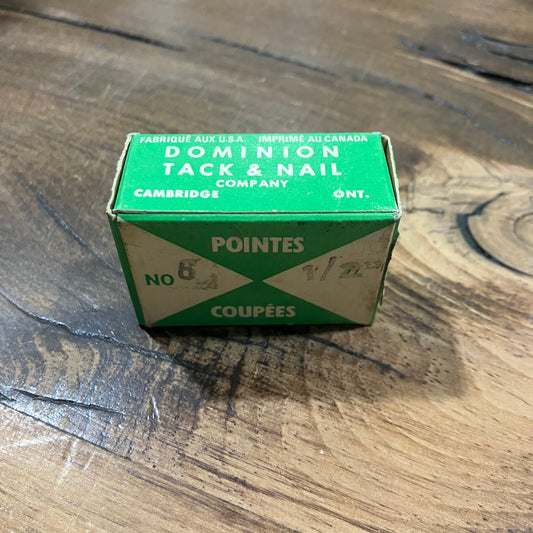 FABRIQUÉ AUX U.S.A. IMPRIMÉ AU CANADA
DOMINION
TACK & NAIL
COMPANY
CAMBRIDGE ONT.
POINTES
NO 6 1/2"
COUPÉES